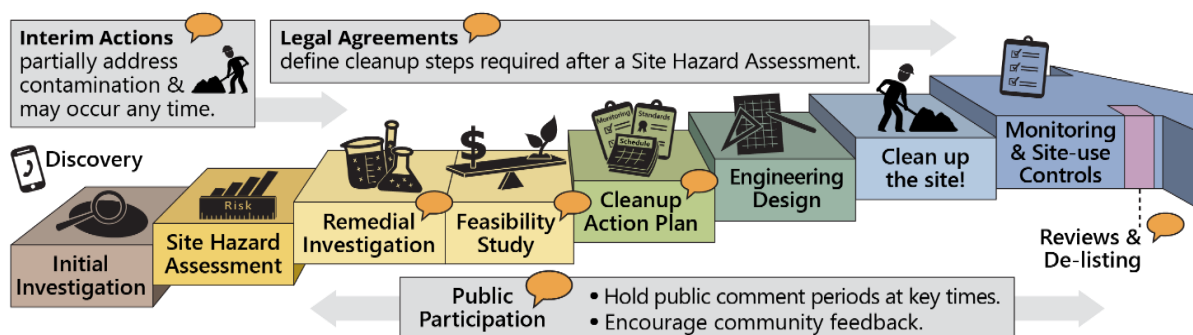 Interim Actions
partially address
contamination &
may occur any time.
Legal Agreements
define cleanup steps required after a Site Hazard Assessment.
Discovery
Initial
Investigation
Risk
Site Hazard
Assessment
Remedial
Investigation
$
Feasibility
Study
Monitoring
Standards
Schedule
Cleanup
Action Plan
Engineering
Design
Clean up
the site!
Monitoring
& Site-use
Controls
Reviews &
De-listing
Public
Participation
• Hold public comment periods at key times.
• Encourage community feedback.